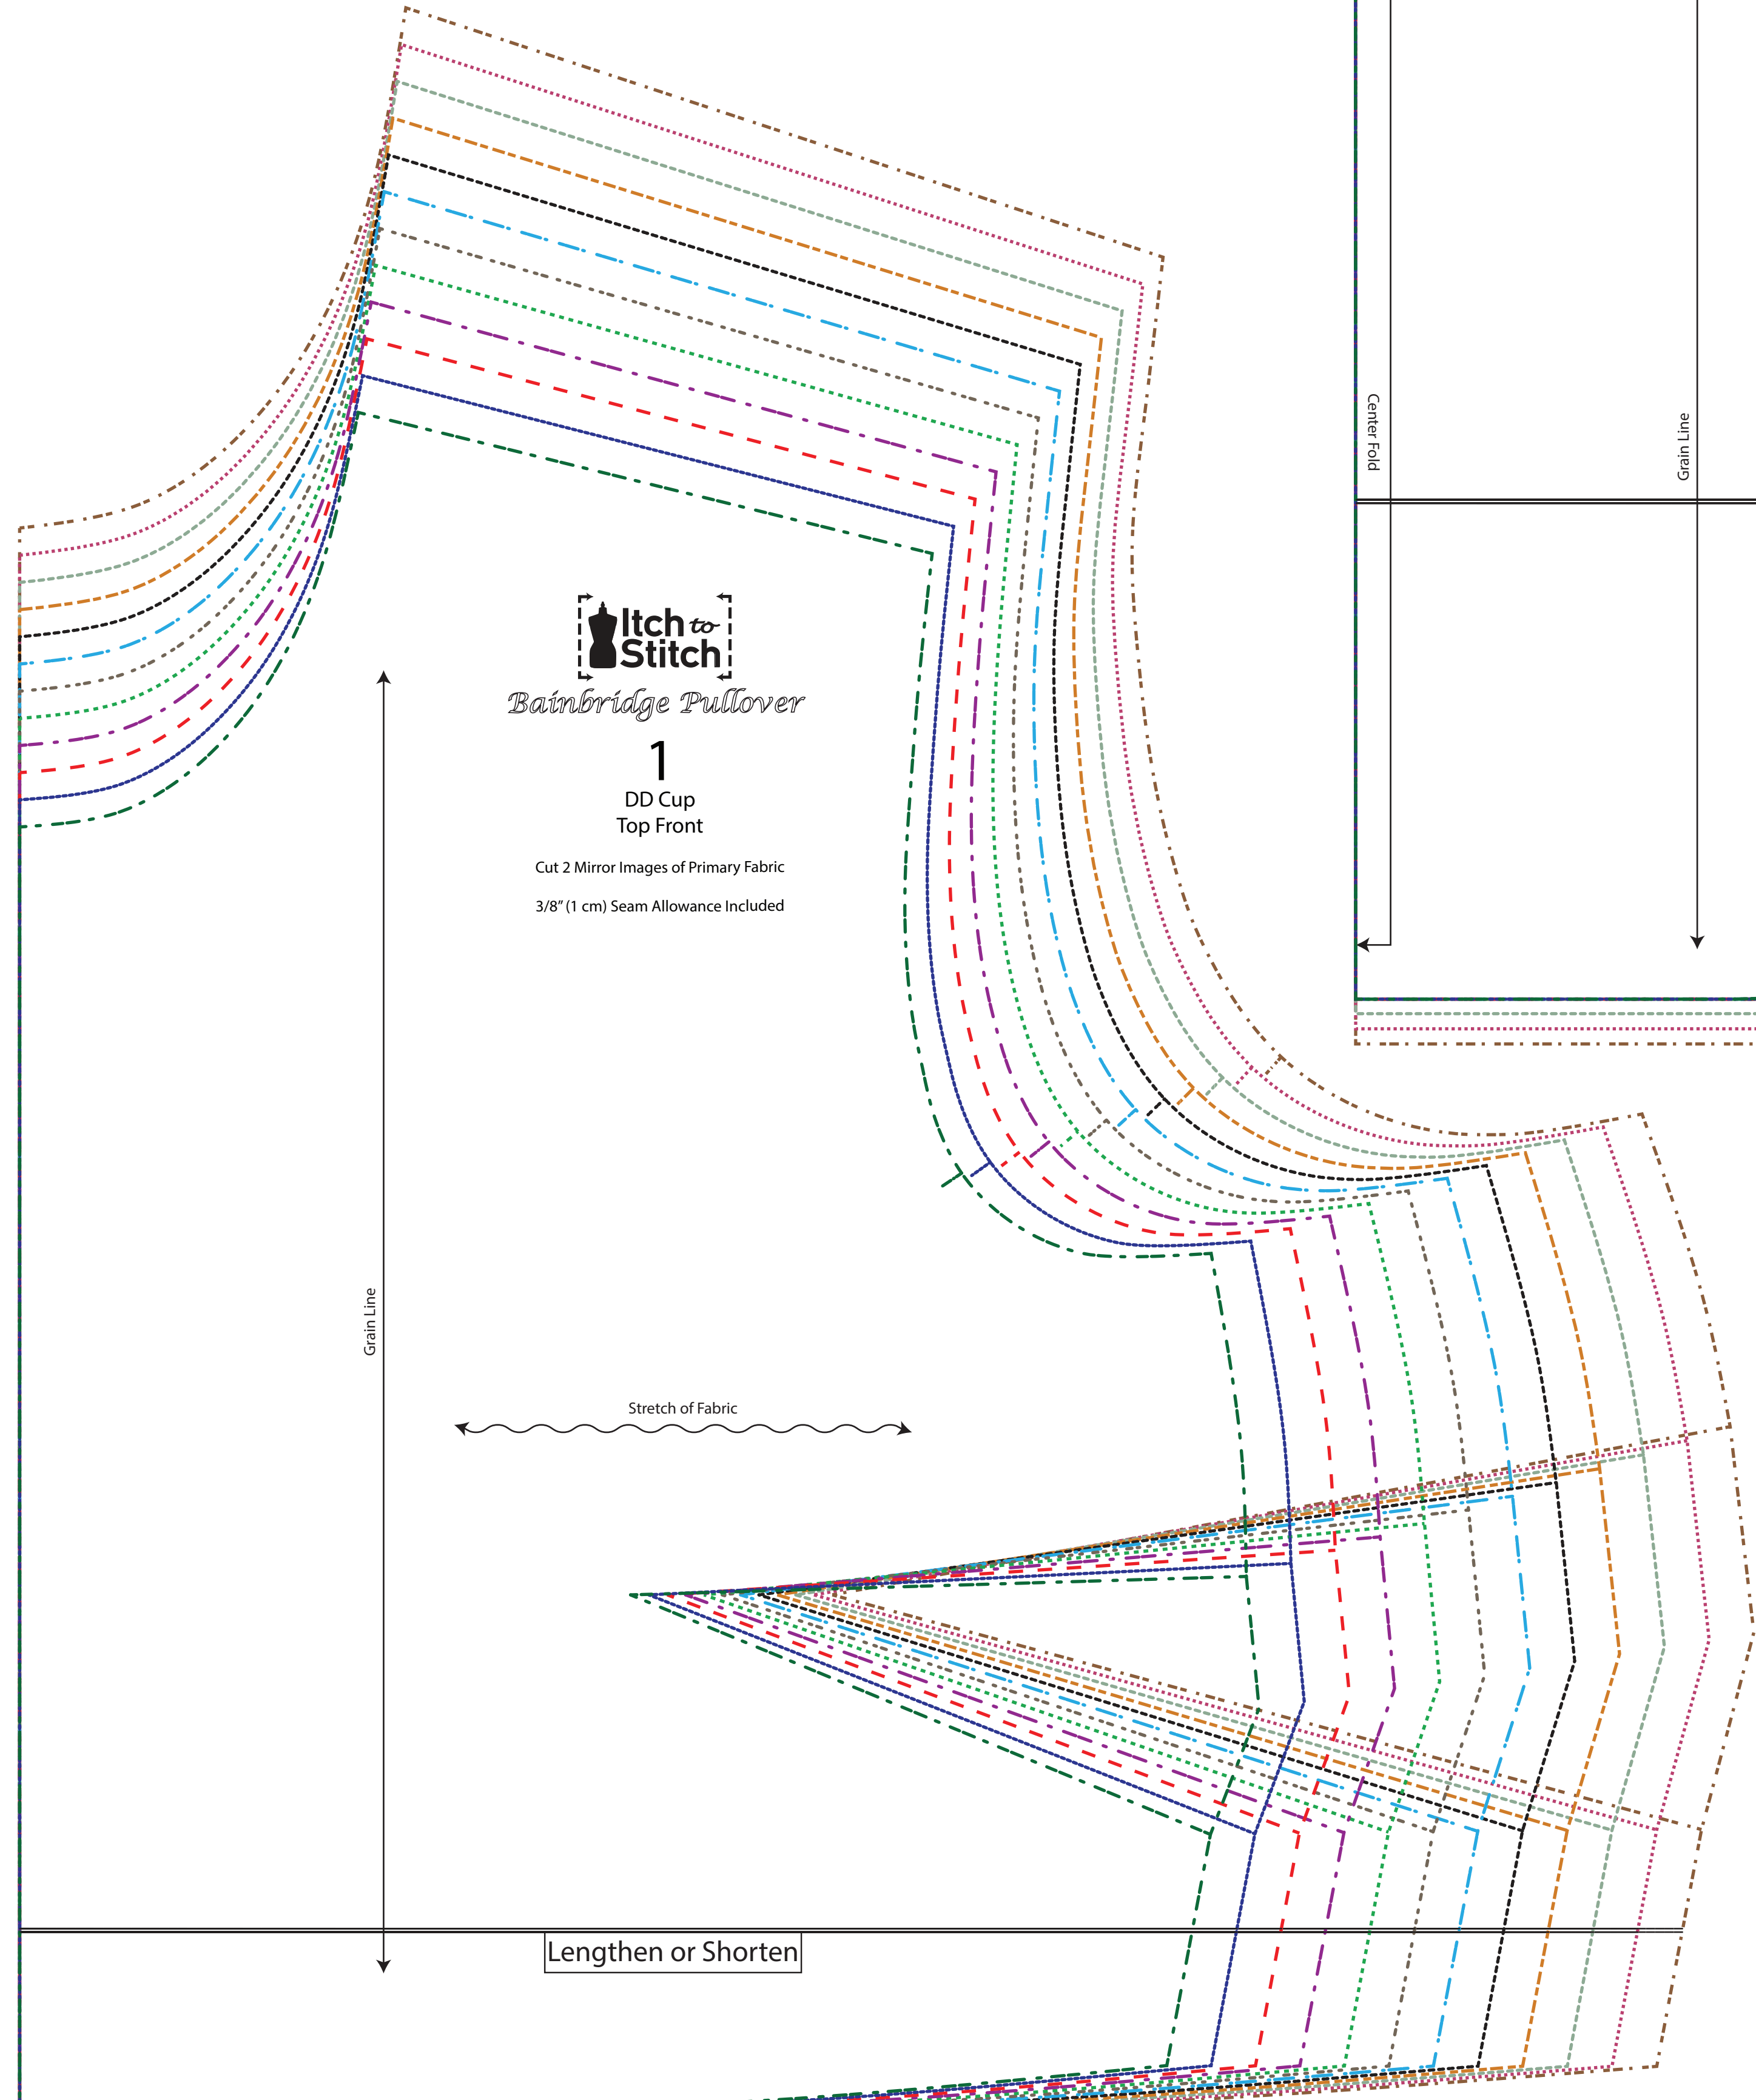 Itch to
Stitch
Bainbridge Pullover
1
DD Cup
Top Front
Cut 2 Mirror Images of Primary Fabric
3/8” (1 cm) Seam Allowance Included
Center Fold
Grain Line
Grain Line
Stretch of Fabric
Lengthen or Shorten